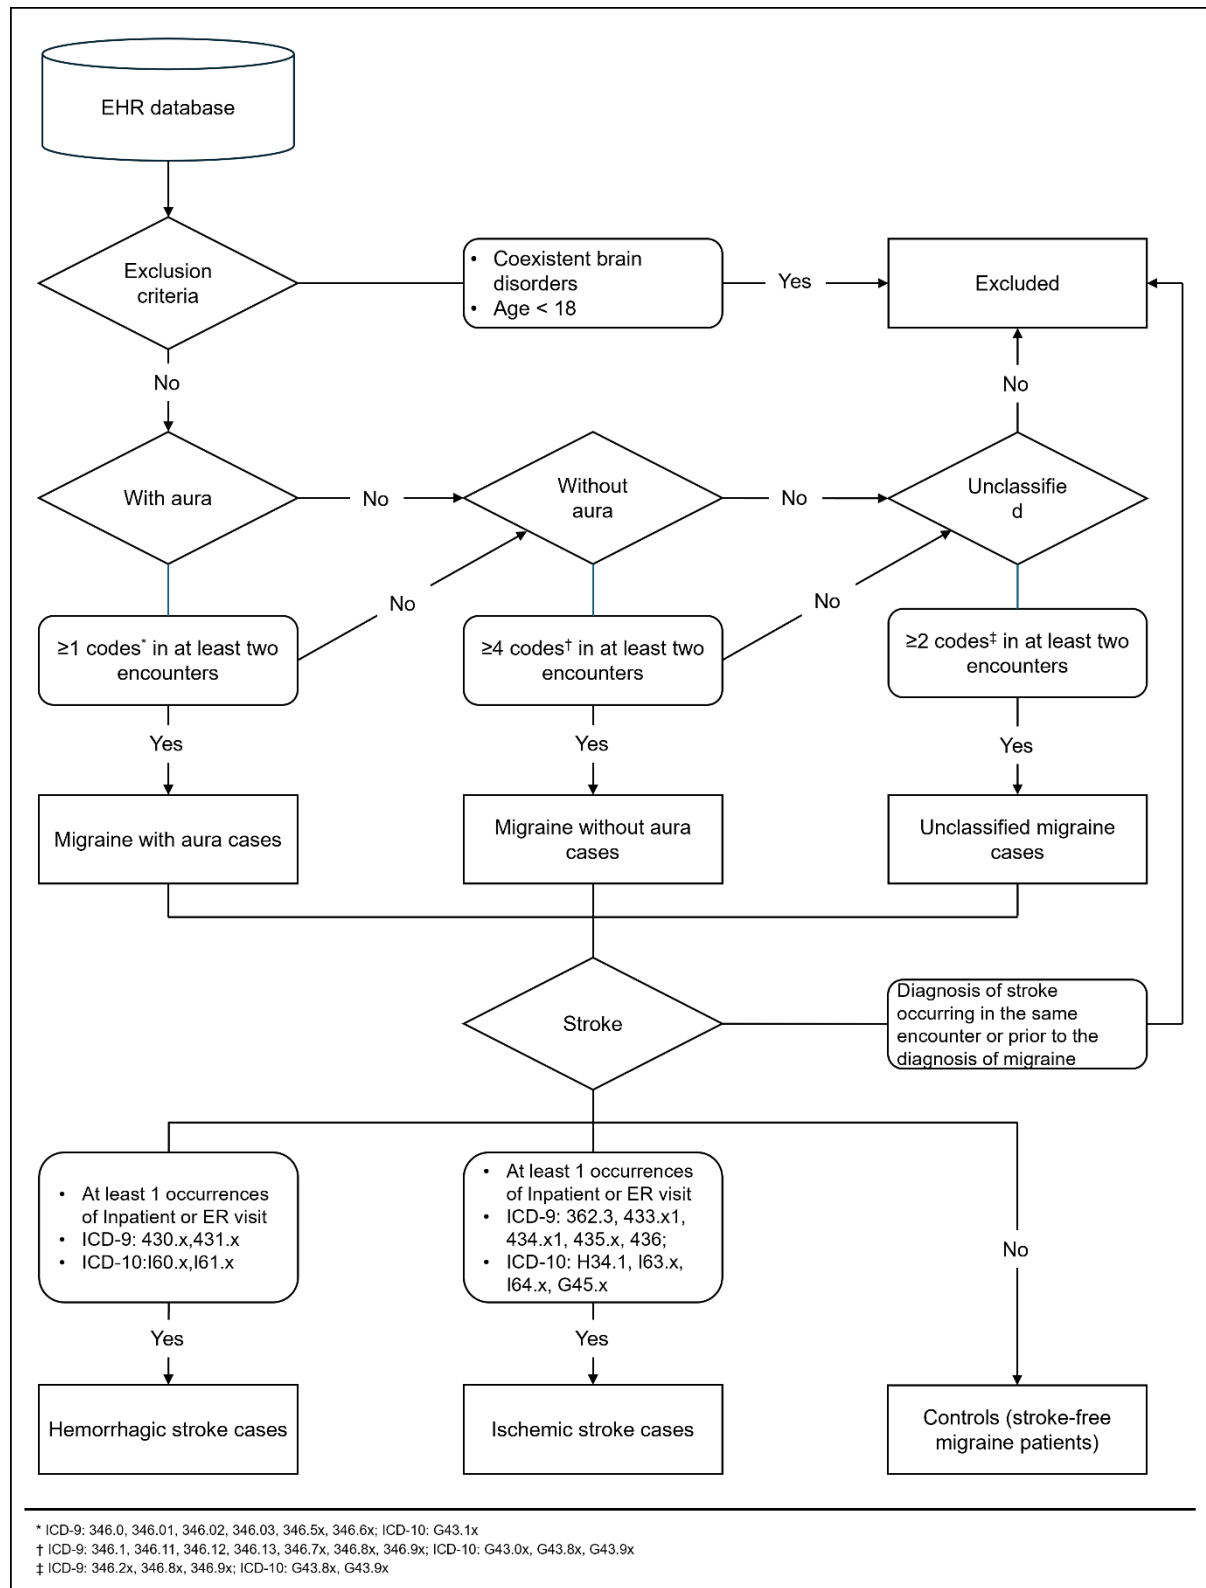 EHR database
Exclusion
criteria
• Coexistent brain
disorders
• Age < 18
Yes
Excluded
No
No
With aura
No
Without
aura
No
Unclassifie
d
No
No
≥1 codes* in at least two
encounters
≥4 codes† in at least two
encounters
≥2 codes‡ in at least two
encounters
Yes
Yes
Yes
Migraine with aura cases
Migraine without aura
cases
Unclassified migraine
cases
Stroke
Diagnosis of stroke
occurring in the same
encounter or prior to the
diagnosis of migraine
• At least 1 occurrences
of Inpatient or ER visit
• ICD-9: 430.x,431.x
• ICD-10:I60.x,I61.x
• At least 1 occurrences
of Inpatient or ER visit
• ICD-9: 362.3, 433.x1,
434.x1, 435.x, 436;
• ICD-10: H34.1, I63.x,
I64.x, G45.x
No
Yes
Yes
Hemorrhagic stroke cases
Ischemic stroke cases
Controls (stroke-free
migraine patients)
* ICD-9: 346.0, 346.01, 346.02, 346.03, 346.5x, 346.6x; ICD-10: G43.1x
† ICD-9: 346.1, 346.11, 346.12, 346.13, 346.7x, 346.8x, 346.9x; ICD-10: G43.0x, G43.8x, G43.9x
‡ ICD-9: 346.2x, 346.8x, 346.9x; ICD-10: G43.8x, G43.9x